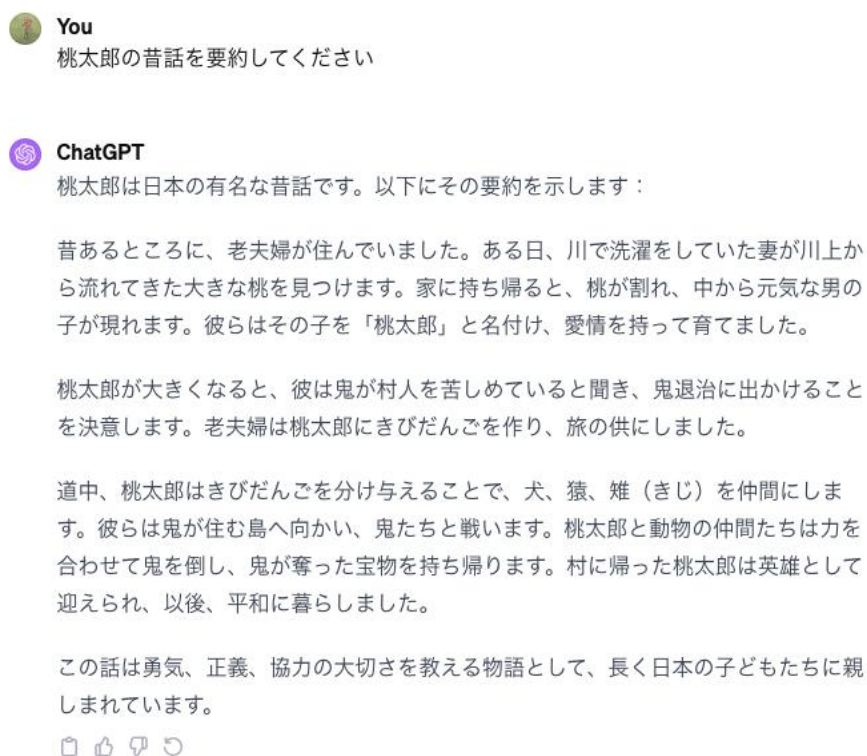 You
桃太郎の昔話を要約してください
ChatGPT
桃太郎は日本の有名な昔話です。以下にその要約を示します：
昔あるところに、老夫婦が住んでいました。ある日、川で洗濯をしていた妻が川上か
ら流れてきた大きな桃を見つけます。家に持ち帰ると、桃が割れ、中から元気な男の
子が現れます。彼らはその子を「桃太郎」と名付け、愛情を持って育てました。
桃太郎が大きくなると、彼は鬼が村人を苦しめていると聞き、鬼退治に出かけること
を決意します。老夫婦は桃太郎にきびだんごを作り、旅の供にしました。
道中、桃太郎はきびだんごを分け与えることで、犬、猿、雉（きじ）を仲間にしま
す。彼らは鬼が住む島へ向かい、鬼たちと戦います。桃太郎と動物の仲間たちは力を
合わせて鬼を倒し、鬼が奪った宝物を持ち帰ります。村に帰った桃太郎は英雄として
迎えられ、以後、平和に暮らしました。
この話は勇気、正義、協力の大切さを教える物語として、長く日本の子どもたちに親
しまれています。